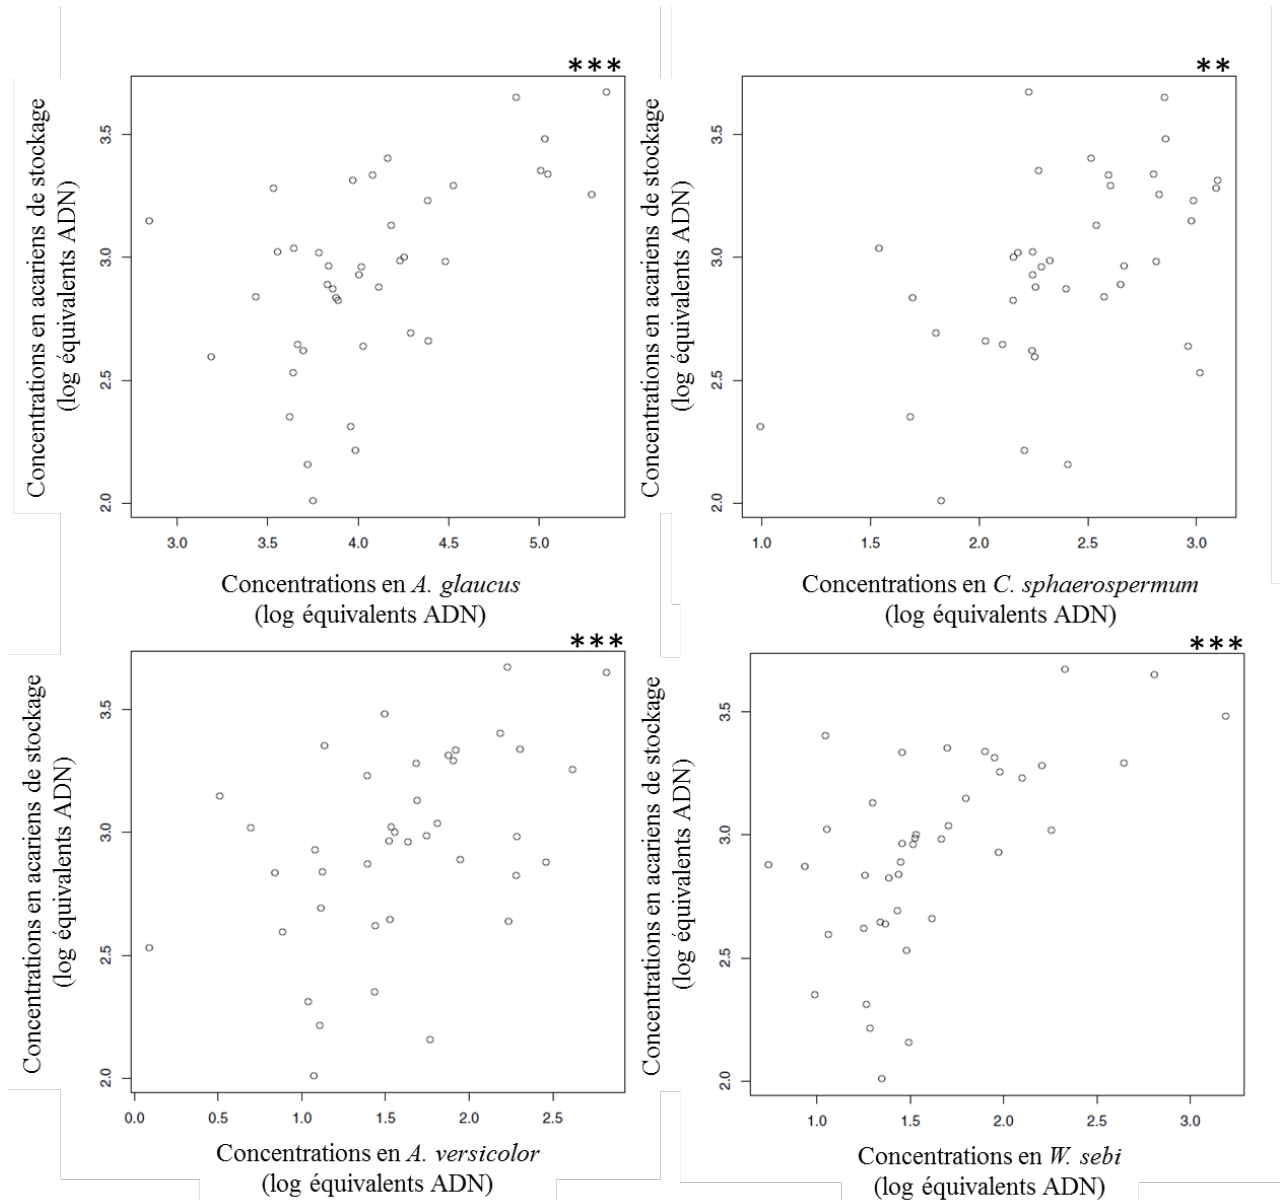 ***
Concentrations en acariens de stockage
(log équivalents ADN)
3.5
3.0
2.5
2.0
3.0 3.5 4.0 4.5 5.0
Concentrations en A. glaucus
(log équivalents ADN)
**
Concentrations en acariens de stockage
(log équivalents ADN)
3.5
3.0
2.5
2.0
1.0 1.5 2.0 2.5 3.0
Concentrations en C. sphaerospermum
(log équivalents ADN)
***
Concentrations en acariens de stockage
(log équivalents ADN)
3.5
3.0
2.5
2.0
0.0 0.5 1.0 1.5 2.0 2.5
Concentrations en A. versicolor
(log équivalents ADN)
***
Concentrations en acariens de stockage
(log équivalents ADN)
3.5
3.0
2.5
2.0
1.0 1.5 2.0 2.5 3.0
Concentrations en W. sebi
(log équivalents ADN)